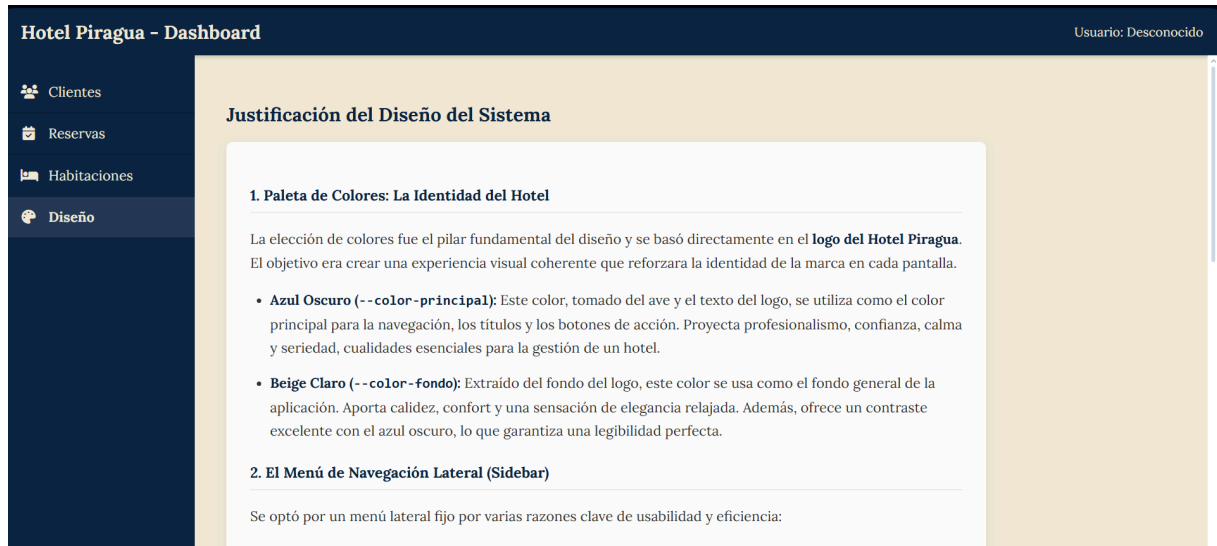 Hotel Piragua - Dashboard
Usuario: Desconocido
Clientes
Reservas
Habitaciones
Diseño
Justificación del Diseño del Sistema
1. Paleta de Colores: La Identidad del Hotel
La elección de colores fue el pilar fundamental del diseño y se basó directamente en el logo del Hotel Piragua.
El objetivo era crear una experiencia visual coherente que reforzara la identidad de la marca en cada pantalla.
• Azul Oscuro (--color-principal): Este color, tomado del ave y el texto del logo, se utiliza como el color
principal para la navegación, los títulos y los botones de acción. Proyecta profesionalismo, confianza, calma
y seriedad, cualidades esenciales para la gestión de un hotel.
• Beige Claro (--color-fondo): Extraído del fondo del logo, este color se usa como el fondo general de la
aplicación. Aporta calidez, confort y una sensación de elegancia relajada. Además, ofrece un contraste
excelente con el azul oscuro, lo que garantiza una legibilidad perfecta.
2. El Menú de Navegación Lateral (Sidebar)
Se optó por un menú lateral fijo por varias razones clave de usabilidad y eficiencia: